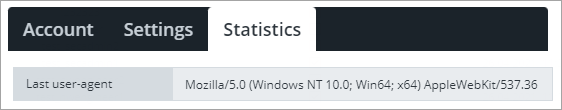 Account Settings Statistics
Last user-agent Mozilla/5.0 (Windows NT 10.0; Win64; x64) AppleWebKit/537.36